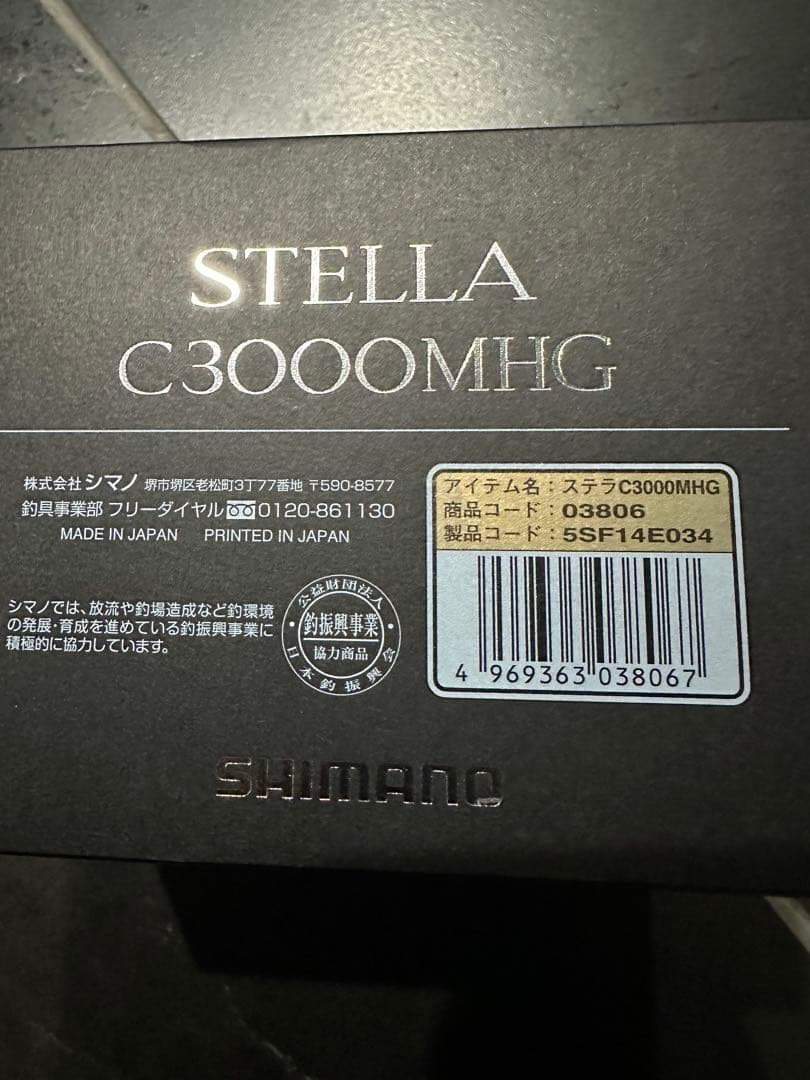 STELLA
C3000MHG
株式会社シマノ 堺市堺区老松町3丁77番地 〒590-8577
釣具事業部 フリーダイヤル 0120-861130
MADE IN JAPAN PRINTED IN JAPAN
シマノでは、放流や釣場造成など釣環境
の発展・育成を進めている釣振興事業に
積極的に協力しています。
公益財団法人
釣振興事業
協力商品
日本釣振興会
アイテム名：ステラC3000MHG
商品コード：03806
製品コード：5SF14E034
4 969363 038067
SHIMANO